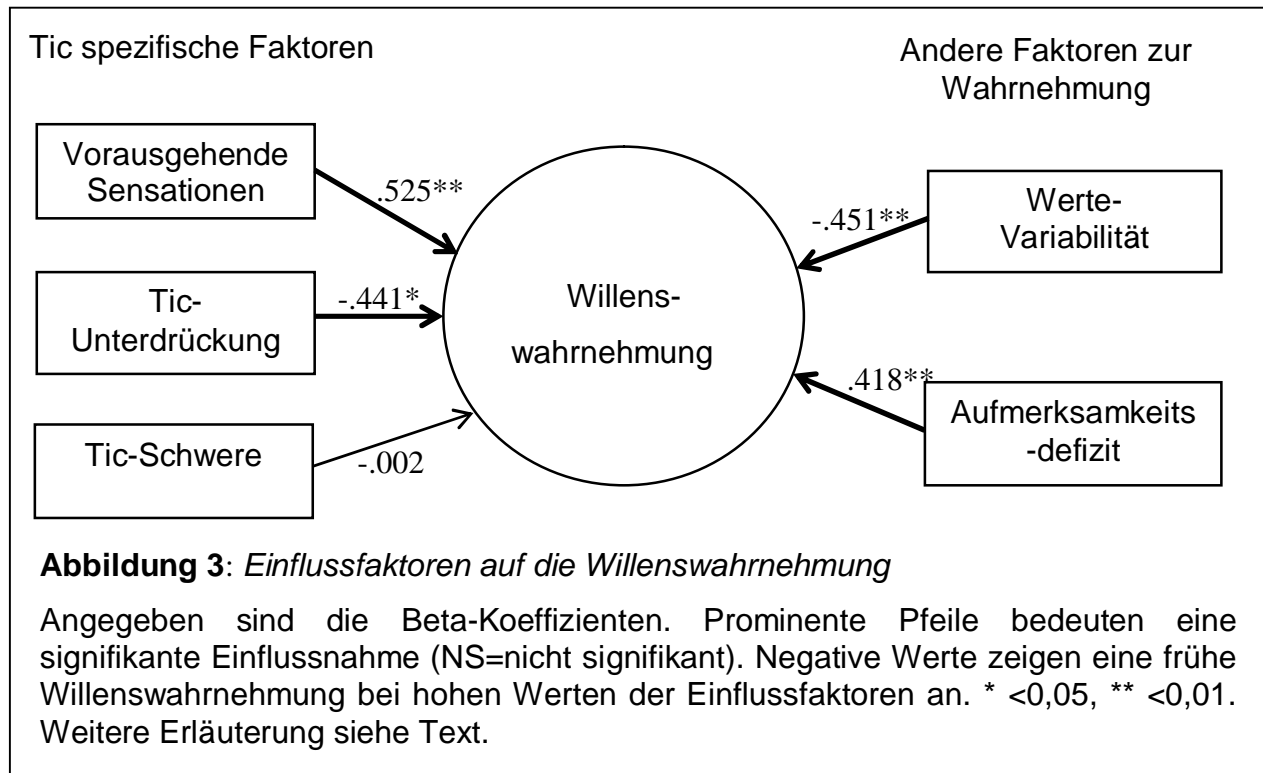 Tic spezifische Faktoren
Andere Faktoren zur
Wahrnehmung
Vorausgehende
Sensationen
.525**
Tic-
Unterdrückung
-.441*
Tic-Schwere
-.002
Willens-
wahrnehmung
-.451**
Werte-
Variabilität
.418**
Aufmerksamkeits
-defizit
Abbildung 3: Einflussfaktoren auf die Willenswahrnehmung
Angegeben sind die Beta-Koeffizienten. Prominente Pfeile bedeuten eine
signifikante Einflussnahme (NS=nicht signifikant). Negative Werte zeigen eine frühe
Willenswahrnehmung bei hohen Werten der Einflussfaktoren an. * <0,05, ** <0,01.
Weitere Erläuterung siehe Text.